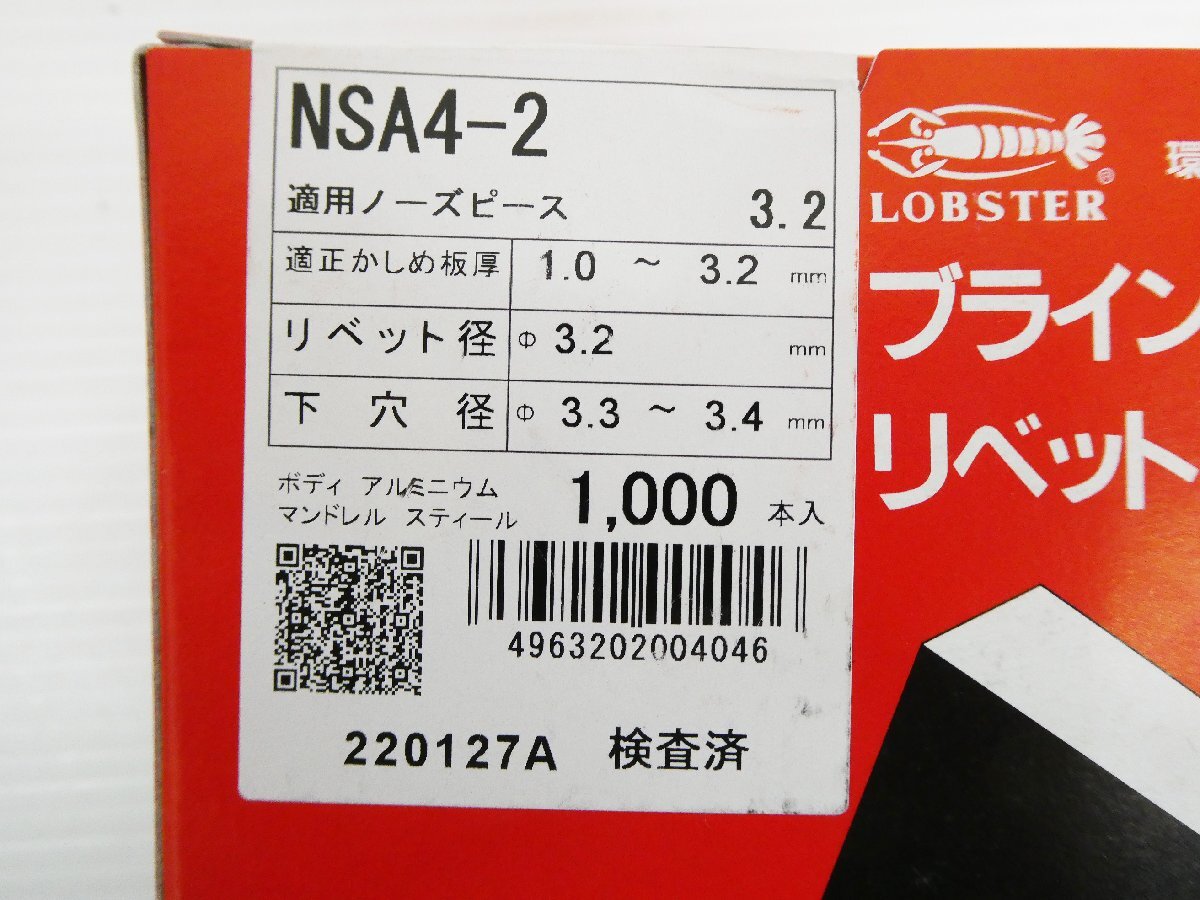 NSA4-2
適用ノーズピース 3.2
適正かしめ板厚 1.0 ~ 3.2 mm
リベット径 Φ 3.2 mm
下穴径 Φ 3.3 ~ 3.4 mm
ボディ アルミニウム
マンドレル スティール
1,000 本入
4963202004046
220127A 検査済
LOBSTER®
環
ブライン
リベット